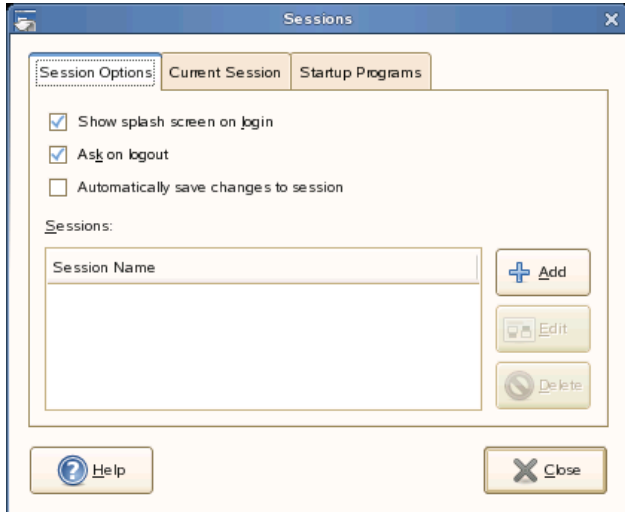 Sessions
Session Options Current Session Startup Programs
Show splash screen on login
Ask on logout
Automatically save changes to session
Sessions:
Session Name
Add
Edit
Delete
Help
Close